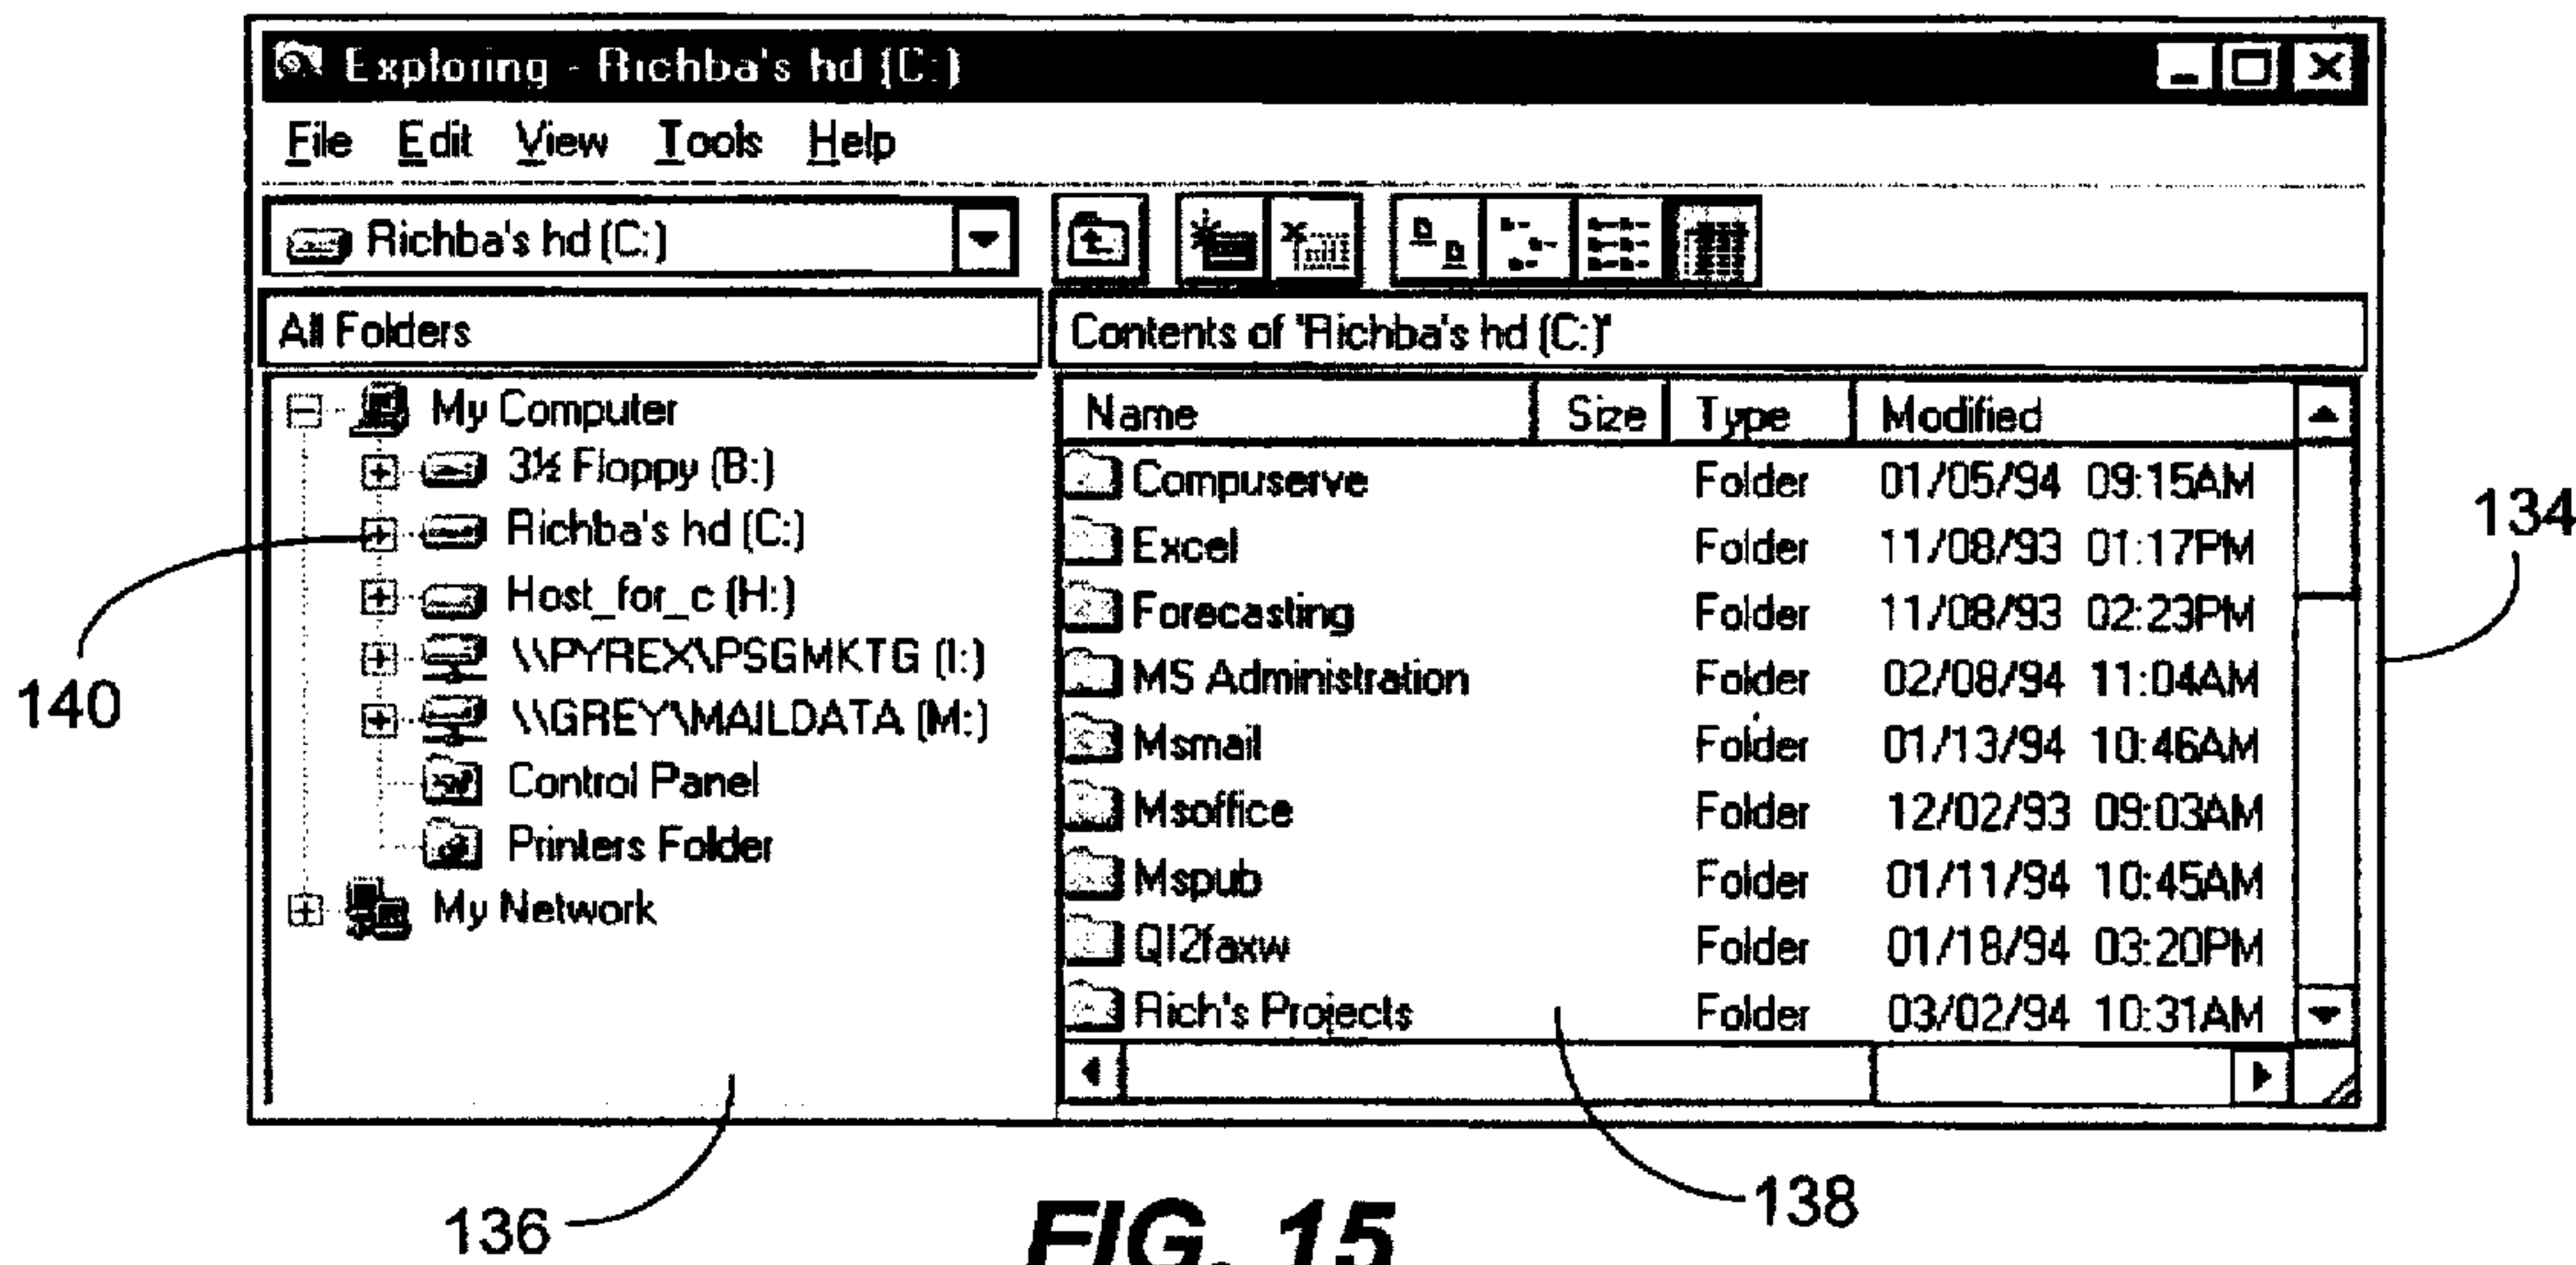 Exploring - Richba's hd (C:)
File Edit View Tools Help
Richba's hd (C:)
All Folders
Contents of 'Richba's hd (C:)'
My Computer
3½ Floppy (B:)
Richba's hd (C:)
Host_for_c (H:)
\\PYREX\PSGMKTG (I:)
\\GREY\MAILDATA (M:)
Control Panel
Printers Folder
My Network
Name Size Type Modified
Compuserve Folder 01/05/94 09:15AM
Excel Folder 11/08/93 01:17PM
Forecasting Folder 11/08/93 02:23PM
MS Administration Folder 02/08/94 11:04AM
Msmail Folder 01/13/94 10:46AM
Msoffice Folder 12/02/93 09:03AM
Mspub Folder 01/11/94 10:45AM
Ql2faxw Folder 01/18/94 03:20PM
Rich's Projects Folder 03/02/94 10:31AM
134
140
136
138
FIG. 15